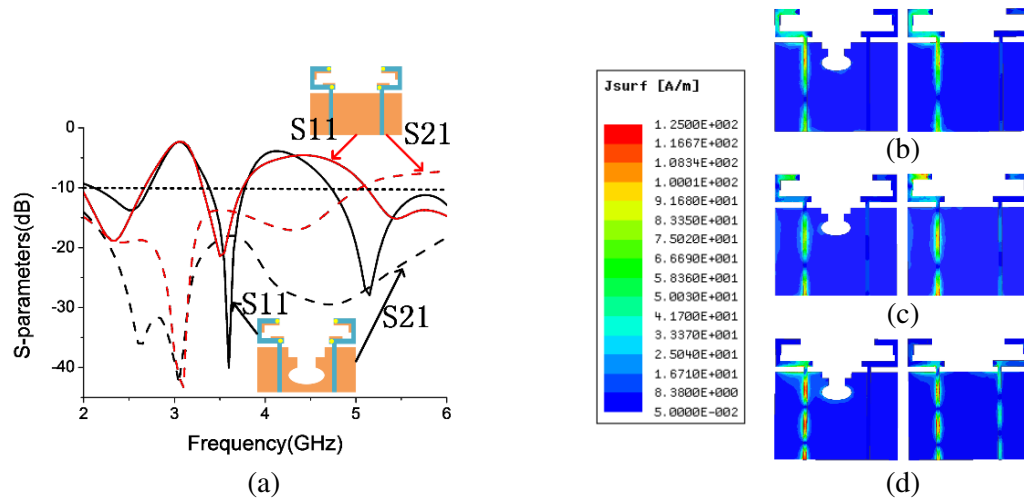 S11
S21
0
-10
-20
-30
-40
S-parameters(dB)
S11
S21
2
3
4
5
6
Frequency(GHz)
(a)
Jsurf [A/m]
1.2500E+002
1.1667E+002
1.0834E+002
1.0001E+002
9.1680E+001
8.3350E+001
7.5020E+001
6.6690E+001
5.8360E+001
5.0030E+001
4.1700E+001
3.3370E+001
2.5040E+001
1.6710E+001
8.3800E+000
5.0000E-002
(b)
(c)
(d)